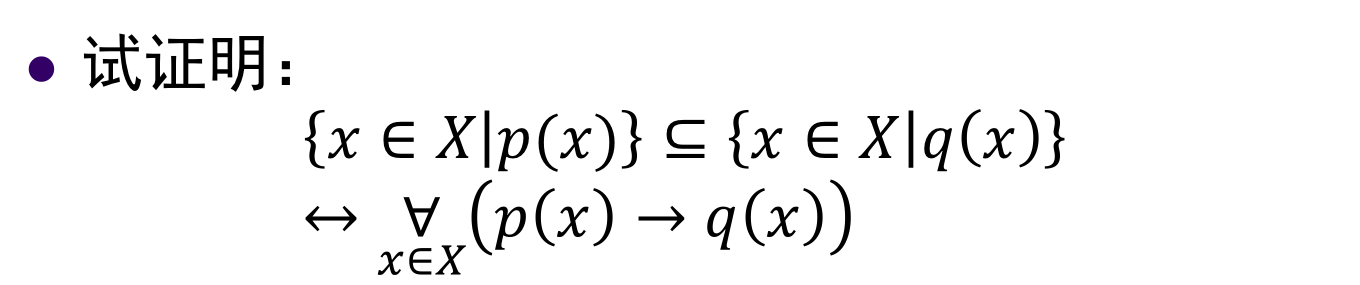 ● 试证明：
{x ∈ X|p(x)} ⊆ {x ∈ X|q(x)}
↔ ∀ (p(x) → q(x))
x∈X